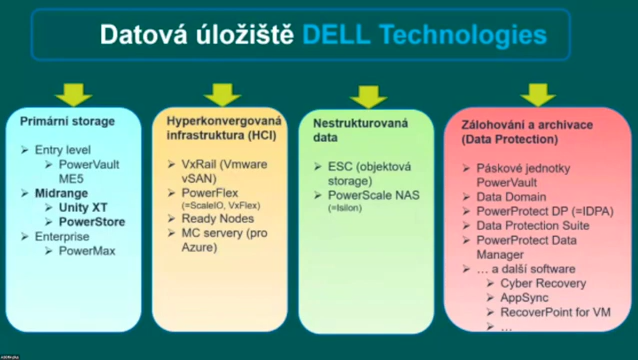 Datová úložiště DELL Technologies
Primární storage
Entry level
PowerVault
ME5
Midrange
Unity XT
PowerStore
Enterprise
PowerMax
Hyperkonvergovaná
infrastruktura (HCI)
VxRail (Vmware
vSAN)
PowerFlex
(=ScaleIO, VxFlex)
Ready Nodes
MC servery (pro
Azure)
Nestrukturovaná
data
ESC (objektová
storage)
PowerScale NAS
(=Isilon)
Zálohování a archivace
(Data Protection)
Páskové jednotky
PowerVault
Data Domain
PowerProtect DP (=IDPA)
Data Protection Suite
PowerProtect Data
Manager
… a další software
Cyber Recovery
AppSync
RecoverPoint for VM
…